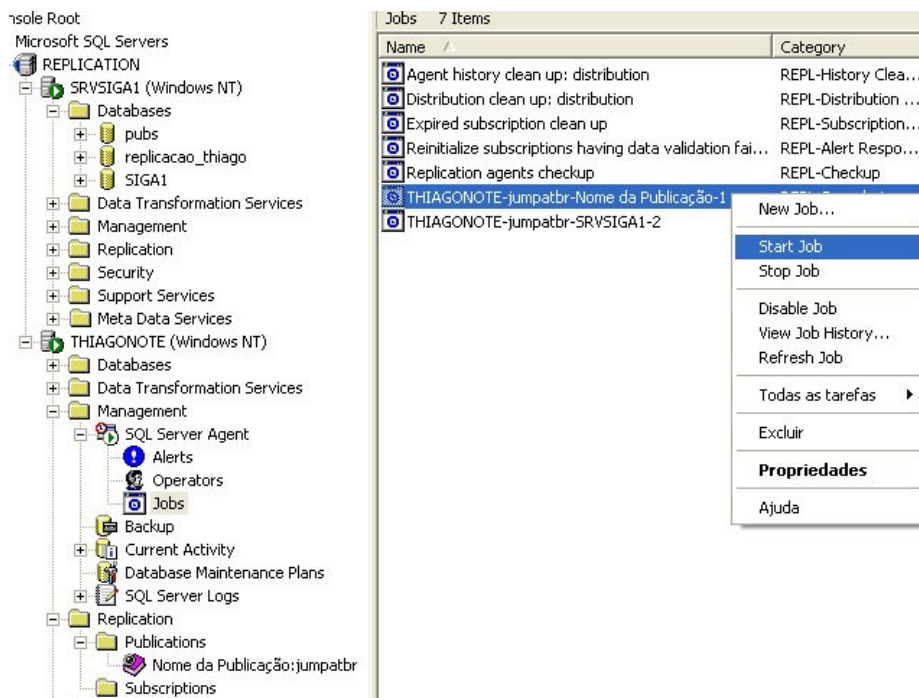 nsole Root
Microsoft SQL Servers
REPLICATION
SRVSIGA1 (Windows NT)
Databases
pubs
replicacao_thiago
SIGA1
Data Transformation Services
Management
Replication
Security
Support Services
Meta Data Services
THIAGONOTE (Windows NT)
Databases
Data Transformation Services
Management
SQL Server Agent
Alerts
Operators
Jobs
Backup
Current Activity
Database Maintenance Plans
SQL Server Logs
Replication
Publications
Nome da Publicação:jumpatbr
Subscriptions
Jobs 7 Items
Name Category
Agent history clean up: distribution REPL-History Clea...
Distribution clean up: distribution REPL-Distribution ...
Expired subscription clean up REPL-Subscription...
Reinitialize subscriptions having data validation fai... REPL-Alert Respo...
Replication agents checkup REPL-Checkup
THIAGONOTE-jumpatbr-Nome da Publicação-1
THIAGONOTE-jumpatbr-SRVSIGA1-2
New Job...
Start Job
Stop Job
Disable Job
View Job History...
Refresh Job
Todas as tarefas
Excluir
Propriedades
Ajuda